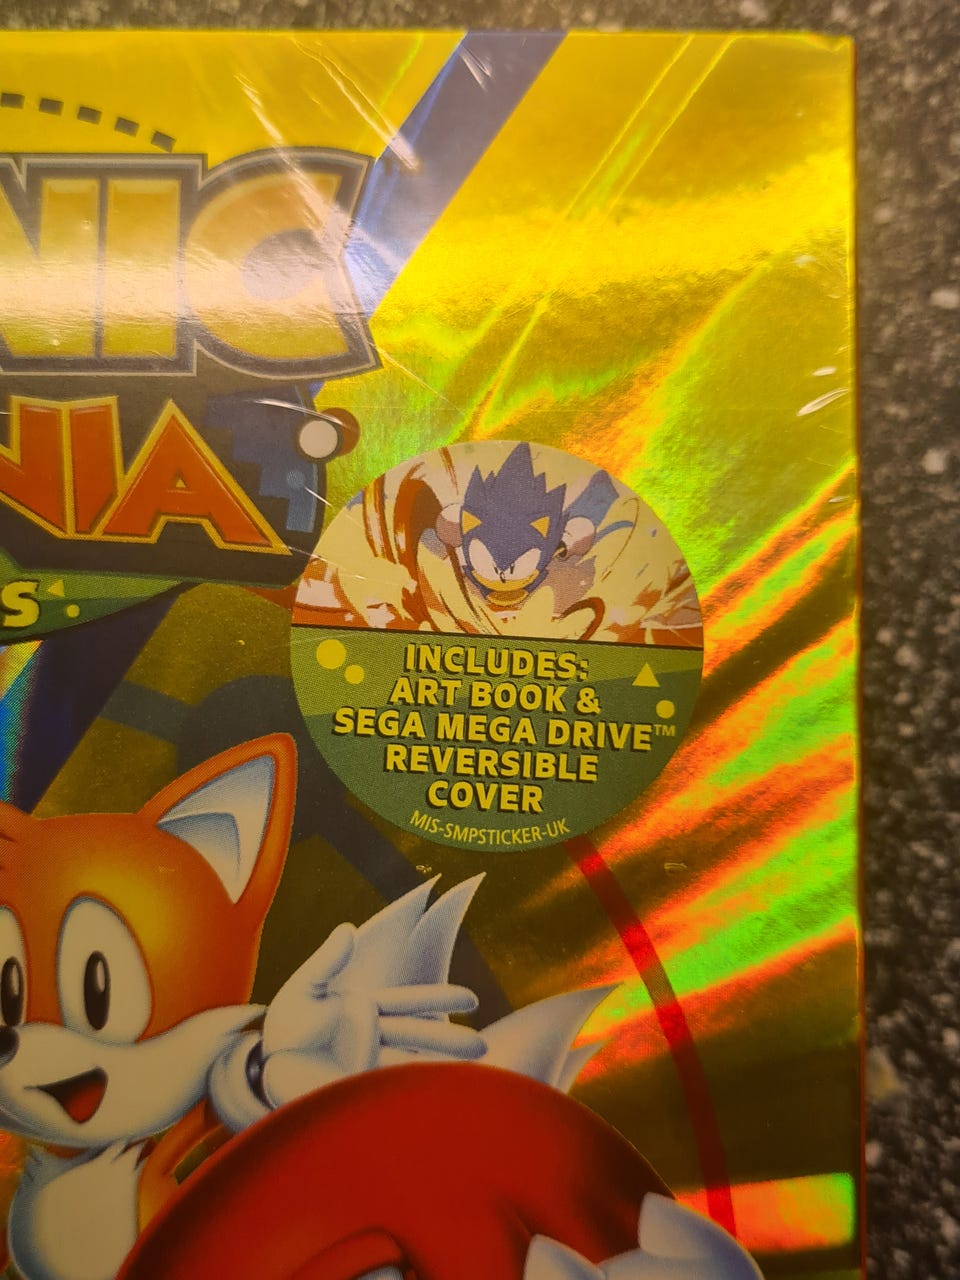 NIC
NIA
S
INCLUDES:
ART BOOK &
SEGA MEGA DRIVE™
REVERSIBLE
COVER
MIS-SMPSTICKER-UK